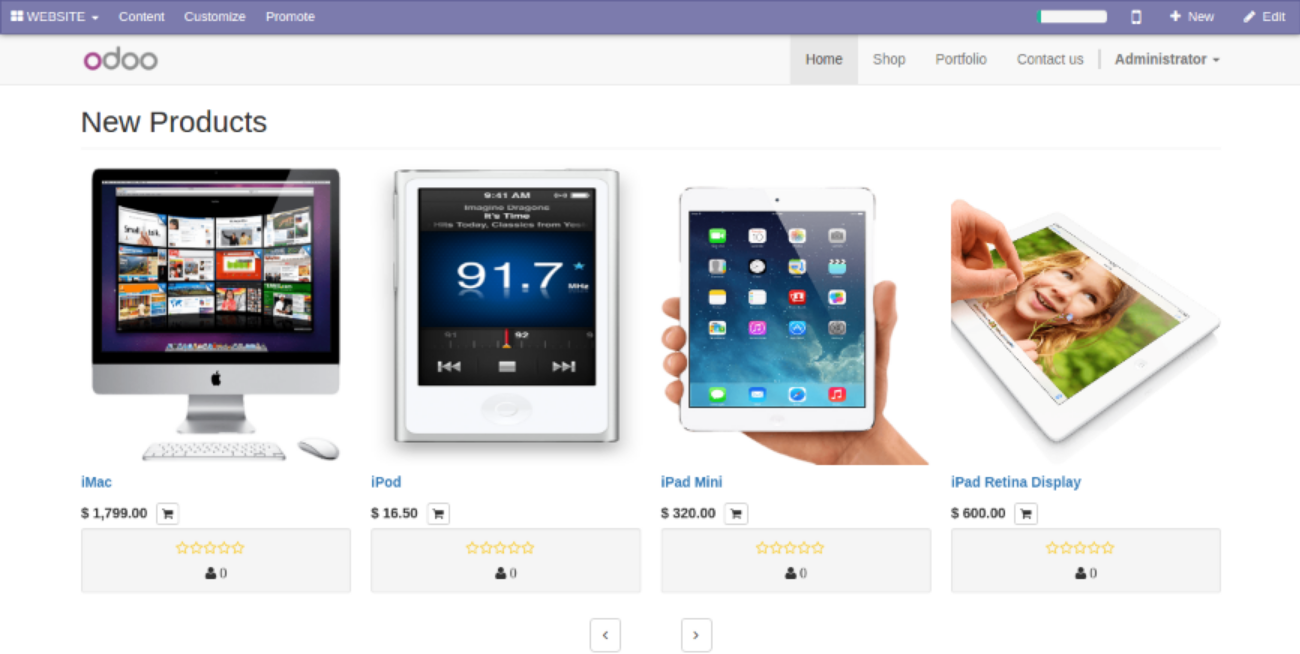 WEBSITE Content Customize Promote New Edit
odoo Home Shop Portfolio Contact us Administrator
New Products
9:41 AM
Imagine Dragons
It's Time
Hits Today, Classics from Yes
91.7 MHz
91 92 9
iMac iPod iPad Mini iPad Retina Display
$ 1,799.00 $ 16.50 $ 320.00 $ 600.00
0 0 0 0